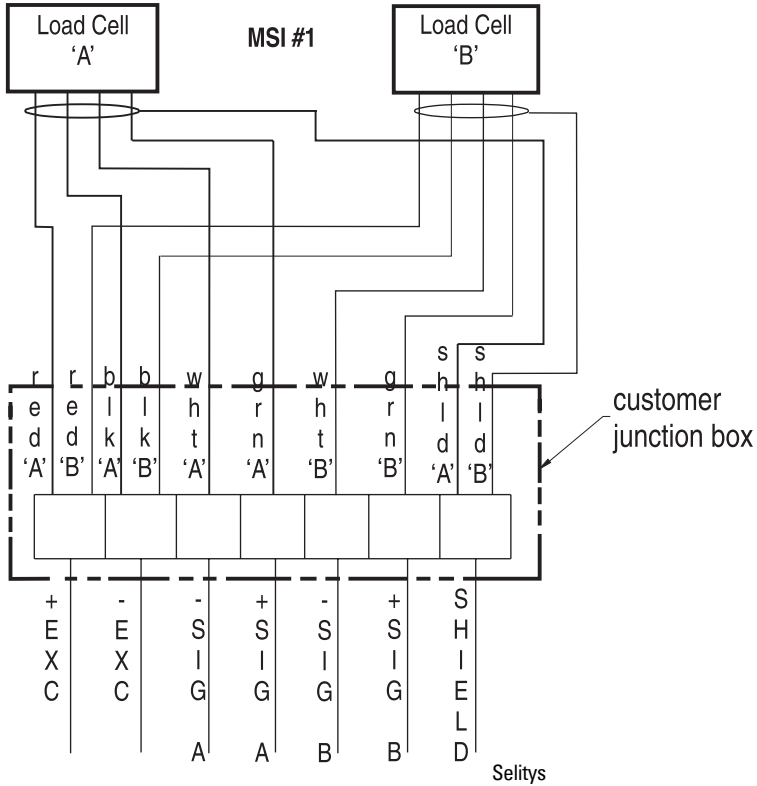 Load Cell
‘A’
MSI #1
Load Cell
‘B’
red ‘A’
red ‘B’
blk ‘A’
blk ‘B’
wht ‘A’
grn ‘A’
wht ‘B’
grn ‘B’
shld ‘A’
shld ‘B’
customer
junction box
+EXC
-EXC
-SIG A
+SIG A
-SIG B
+SIG B
SHIELD
Selitys